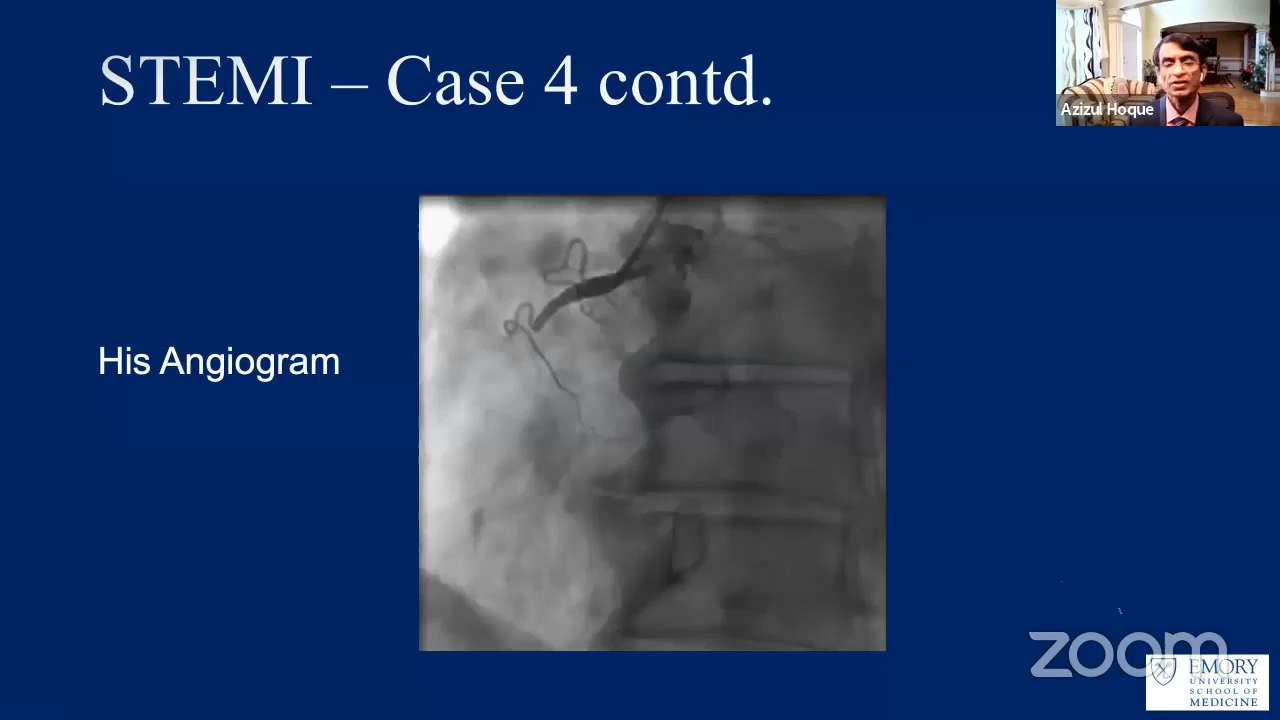 STEMI – Case 4 contd.
Azizul Hoque
His Angiogram
zoom
EMORY
UNIVERSITY
SCHOOL OF
MEDICINE